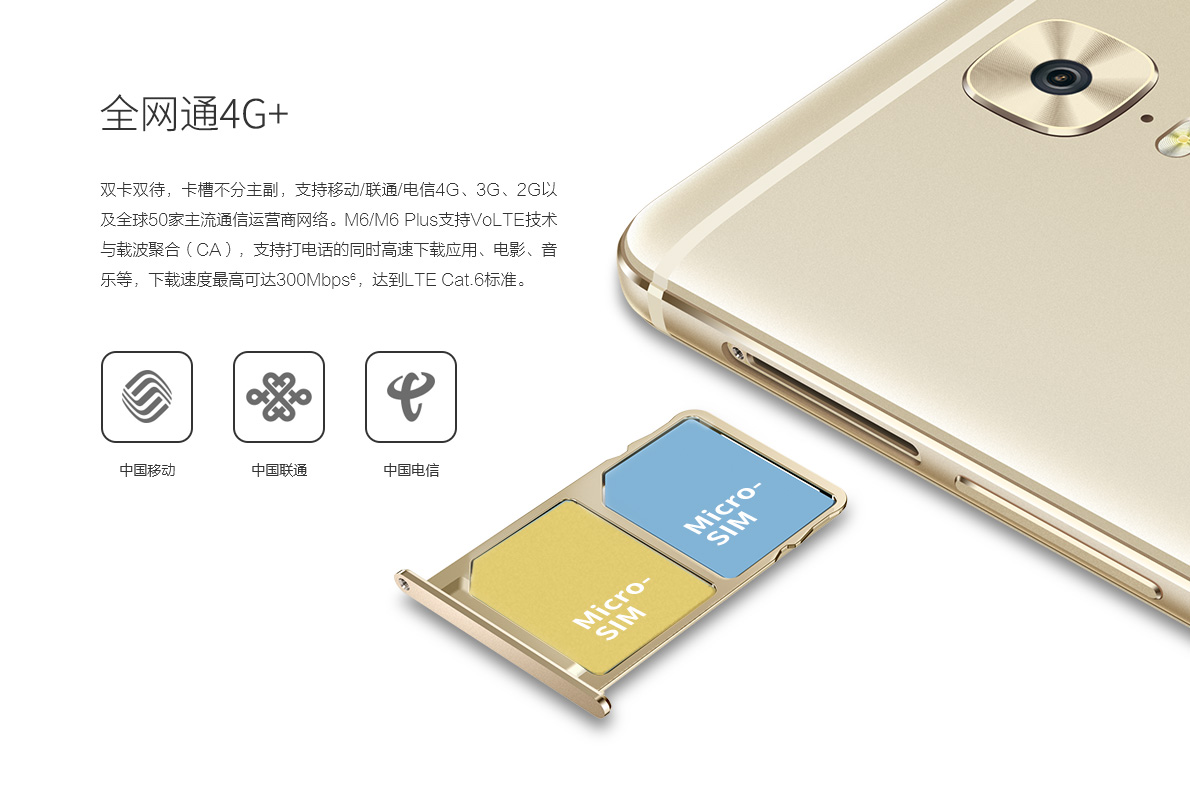 全网通4G+
双卡双待，卡槽不分主副，支持移动/联通/电信4G、3G、2G以
及全球50家主流通信运营商网络。M6/M6 Plus支持VoLTE技术
与载波聚合（CA），支持打电话的同时高速下载应用、电影、音
乐等，下载速度最高可达300Mbps⁶，达到LTE Cat.6标准。
中国移动
中国联通
中国电信
Micro-
SIM
Micro-
SIM